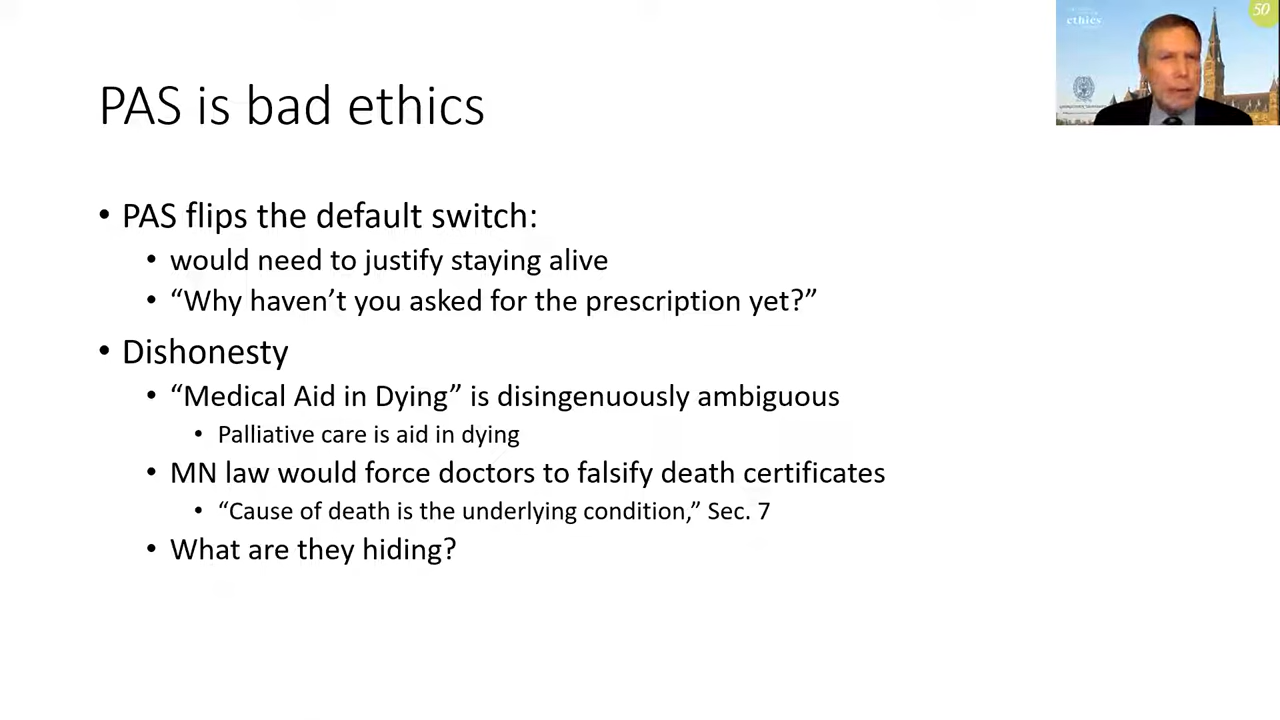 PAS is bad ethics
• PAS flips the default switch:
• would need to justify staying alive
• “Why haven’t you asked for the prescription yet?”
• Dishonesty
• “Medical Aid in Dying” is disingenuously ambiguous
• Palliative care is aid in dying
• MN law would force doctors to falsify death certificates
• “Cause of death is the underlying condition,” Sec. 7
• What are they hiding?
ethics
50